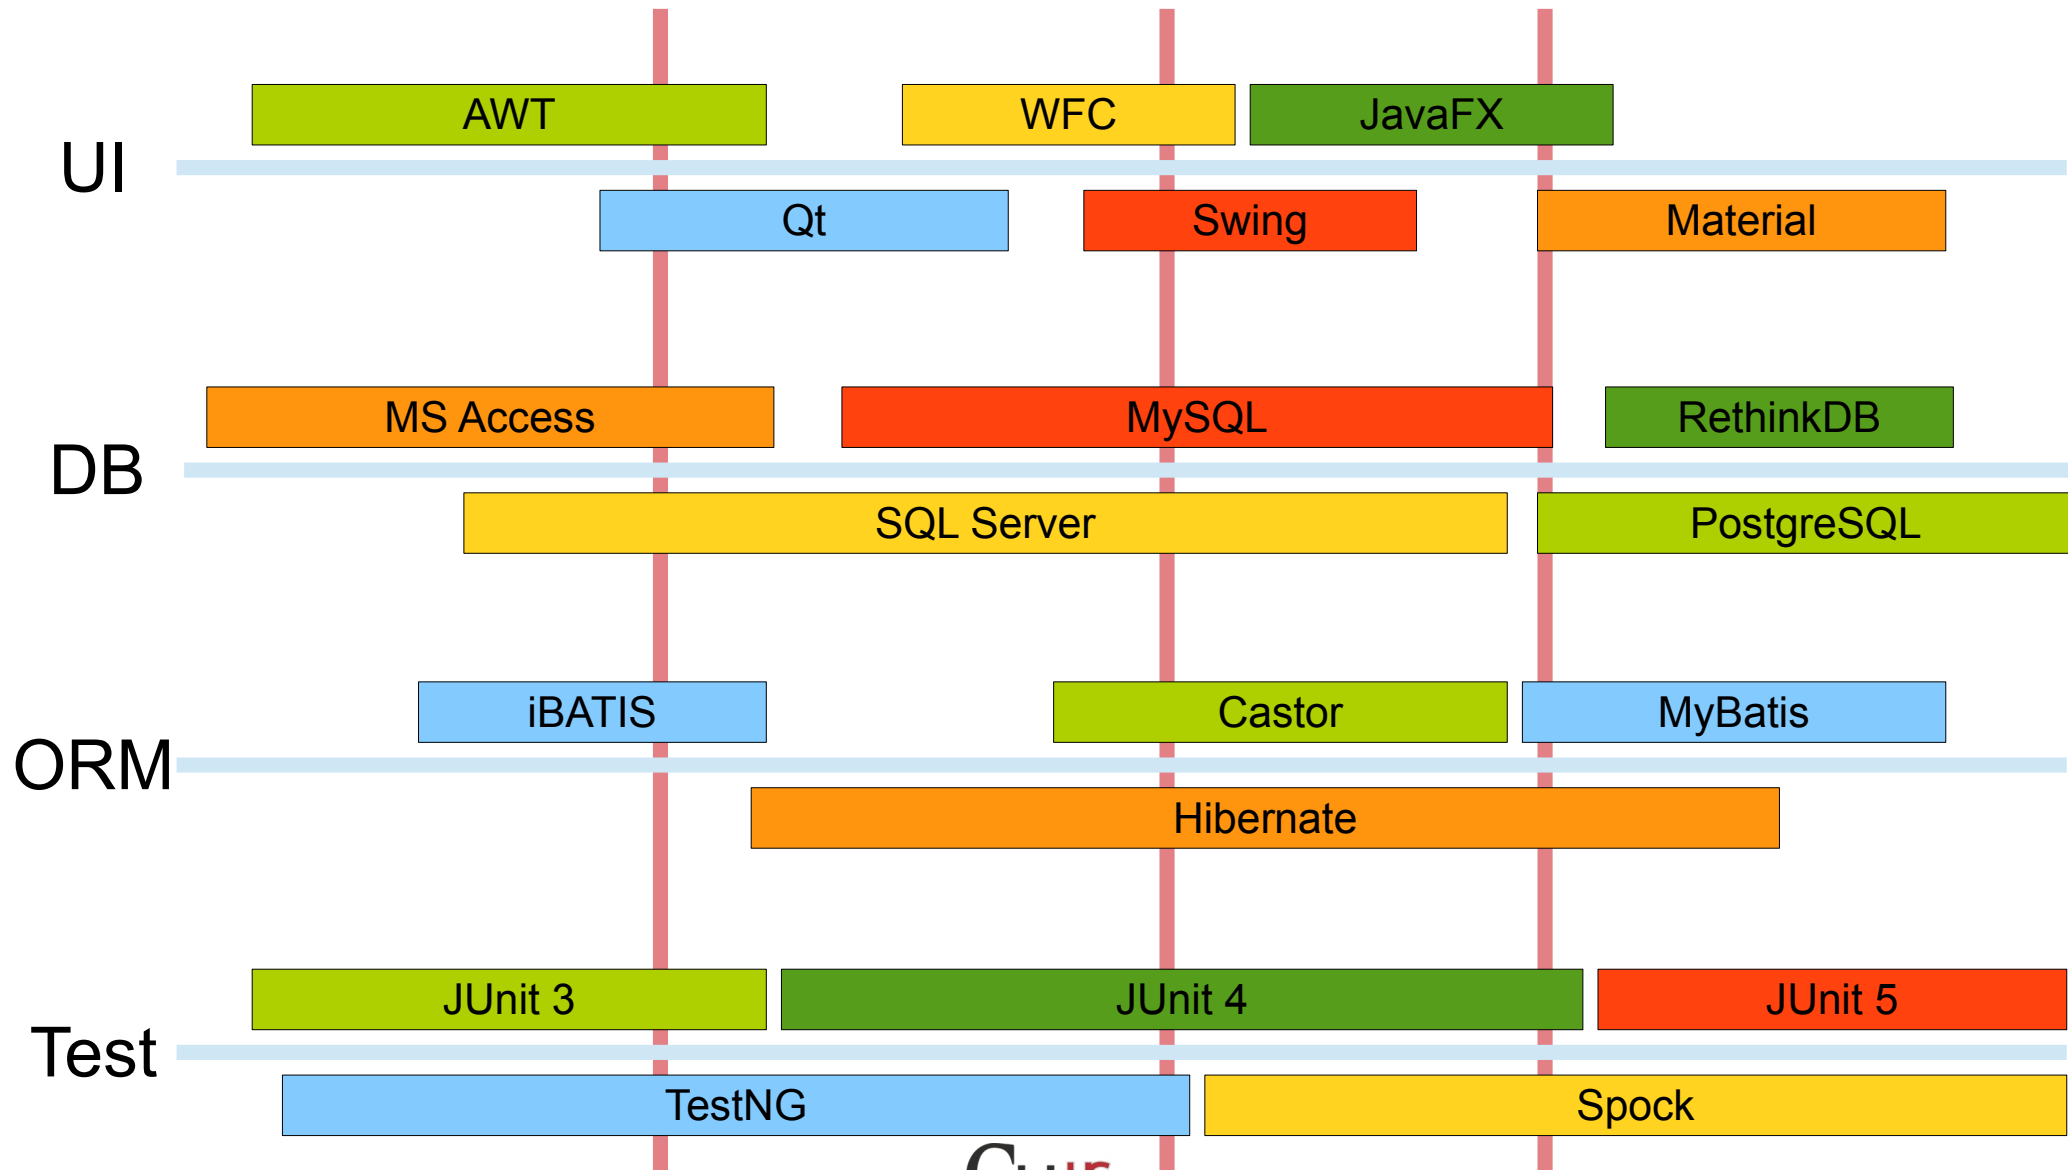 AWT
WFC
JavaFX
UI
Qt
Swing
Material
MS Access
MySQL
RethinkDB
DB
SQL Server
PostgreSQL
iBATIS
Castor
MyBatis
ORM
Hibernate
JUnit 3
JUnit 4
JUnit 5
Test
TestNG
Spock